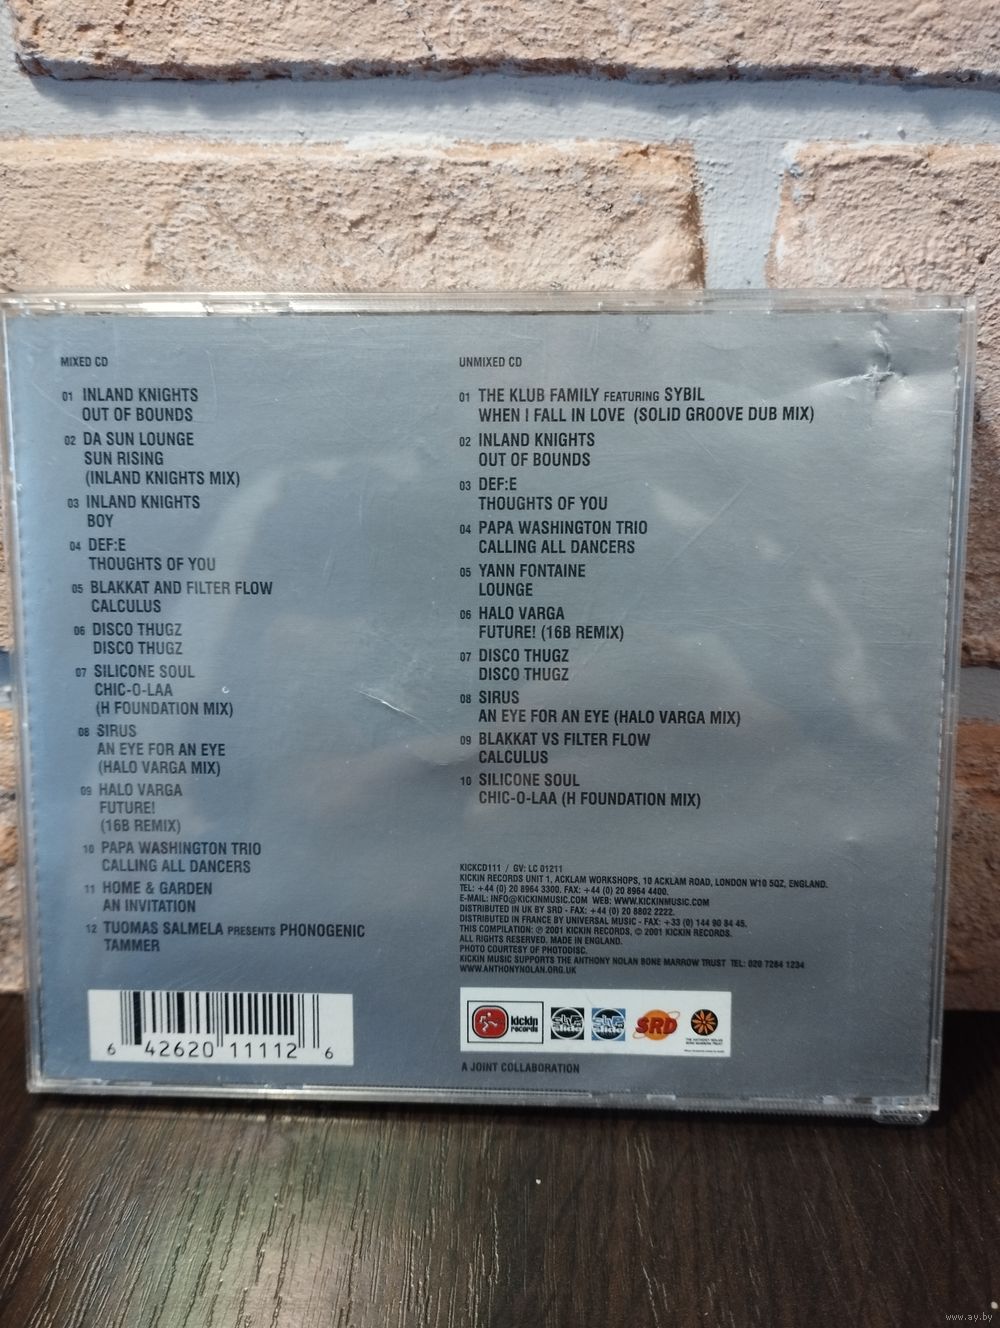 MIXED CD
01 INLAND KNIGHTS
OUT OF BOUNDS
02 DA SUN LOUNGE
SUN RISING
(INLAND KNIGHTS MIX)
03 INLAND KNIGHTS
BOY
04 DEF:E
THOUGHTS OF YOU
05 BLAKKAT AND FILTER FLOW
CALCULUS
06 DISCO THUGZ
DISCO THUGZ
07 SILICONE SOUL
CHIC-O-LAA
(H FOUNDATION MIX)
08 SIRUS
AN EYE FOR AN EYE
(HALO VARGA MIX)
09 HALO VARGA
FUTURE!
(16B REMIX)
10 PAPA WASHINGTON TRIO
CALLING ALL DANCERS
11 HOME & GARDEN
AN INVITATION
12 TUOMAS SALMELA PRESENTS PHONOGENIC
TAMMER
6 42620 11112 6
UNMIXED CD
01 THE KLUB FAMILY FEATURING SYBIL
WHEN I FALL IN LOVE (SOLID GROOVE DUB MIX)
02 INLAND KNIGHTS
OUT OF BOUNDS
03 DEF:E
THOUGHTS OF YOU
04 PAPA WASHINGTON TRIO
CALLING ALL DANCERS
05 YANN FONTAINE
LOUNGE
06 HALO VARGA
FUTURE! (16B REMIX)
07 DISCO THUGZ
DISCO THUGZ
08 SIRUS
AN EYE FOR AN EYE (HALO VARGA MIX)
09 BLAKKAT VS FILTER FLOW
CALCULUS
10 SILICONE SOUL
CHIC-O-LAA (H FOUNDATION MIX)
KICKCD111 / GV: LC 01211
KICKIN RECORDS UNIT 1, ACKLAM WORKSHOPS, 10 ACKLAM ROAD, LONDON W10 5QZ, ENGLAND.
TEL: +44 (0) 20 8964 3300. FAX: +44 (0) 20 8964 4400.
E-MAIL: INFO@KICKINMUSIC.COM WEB: WWW.KICKINMUSIC.COM
DISTRIBUTED IN UK BY SRD - FAX: +44 (0) 20 8802 2222.
DISTRIBUTED IN FRANCE BY UNIVERSAL MUSIC - FAX: +33 (0) 144 90 84 45.
THIS COMPILATION: ℗ 2001 KICKIN RECORDS, © 2001 KICKIN RECORDS.
ALL RIGHTS RESERVED. MADE IN ENGLAND.
PHOTO COURTESY OF PHOTODISC.
KICKIN MUSIC SUPPORTS THE ANTHONY NOLAN BONE MARROW TRUST TEL: 020 7284 1234
WWW.ANTHONYNOLAN.ORG.UK
kickin records
slip n slide
SRD
THE ANTHONY NOLAN
BONE MARROW TRUST
A JOINT COLLABORATION
www.ay.by